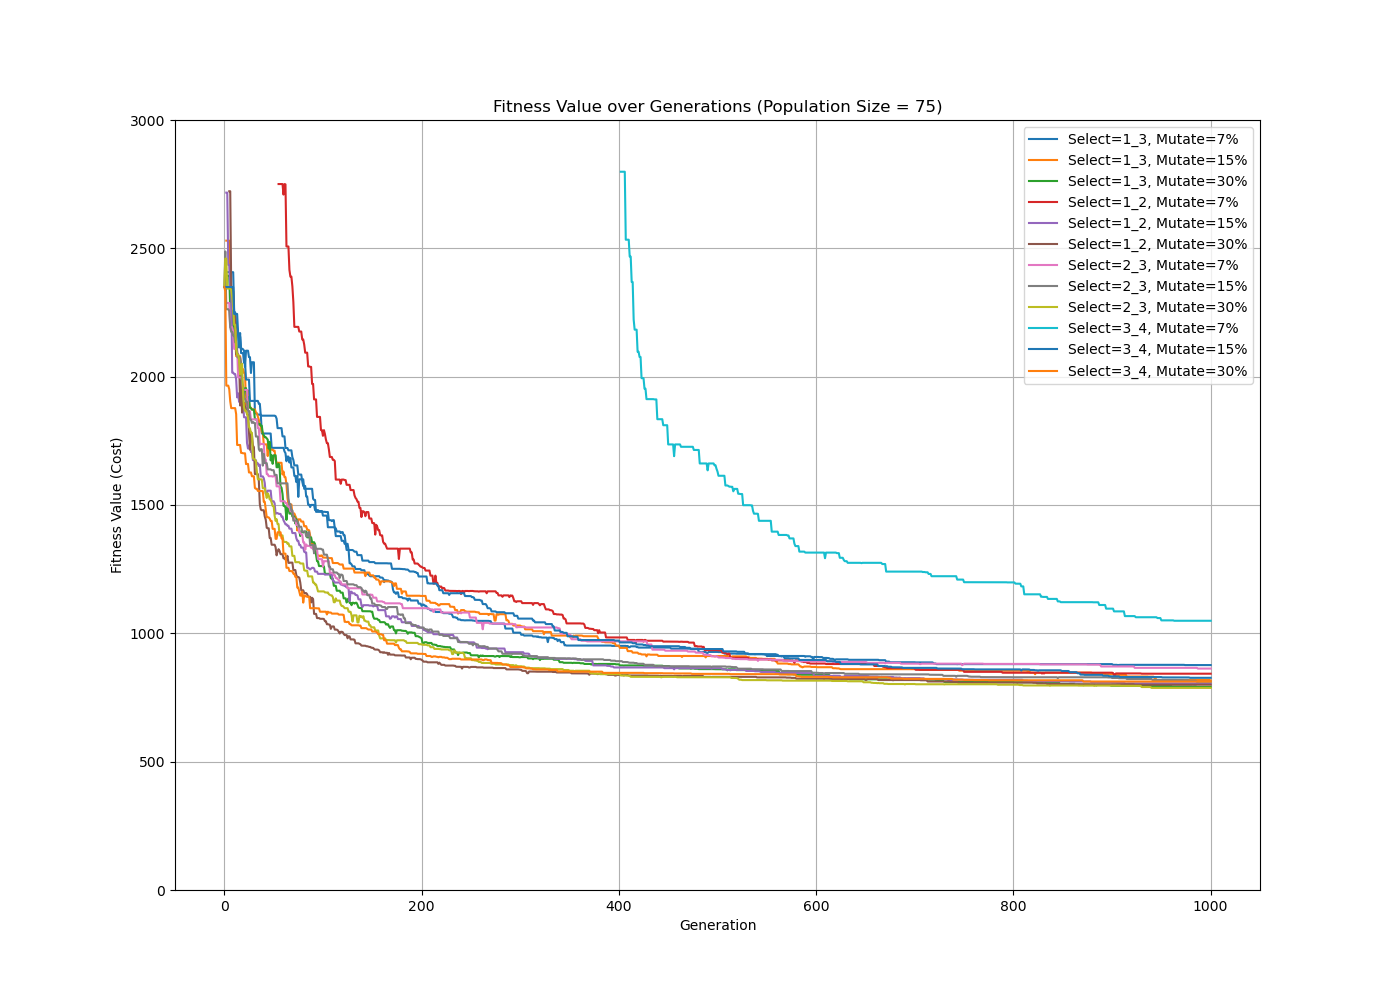 Fitness Value over Generations (Population Size = 75)
3000
2500
2000
1500
1000
500
0
Fitness Value (Cost)
Select=1_3, Mutate=7%
Select=1_3, Mutate=15%
Select=1_3, Mutate=30%
Select=1_2, Mutate=7%
Select=1_2, Mutate=15%
Select=1_2, Mutate=30%
Select=2_3, Mutate=7%
Select=2_3, Mutate=15%
Select=2_3, Mutate=30%
Select=3_4, Mutate=7%
Select=3_4, Mutate=15%
Select=3_4, Mutate=30%
0 200 400 600 800 1000
Generation